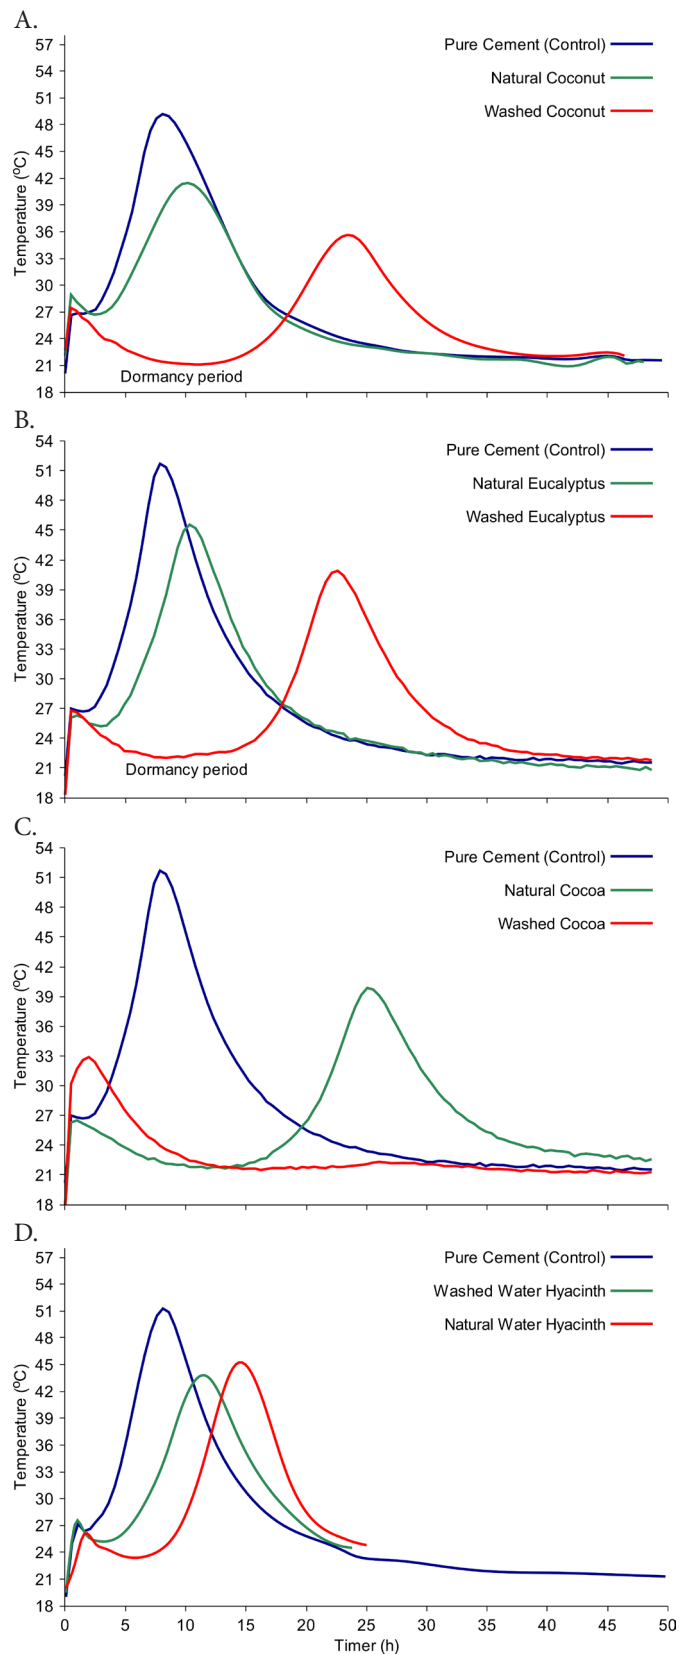 A.
57
54
51
48
45
42
39
36
33
30
27
24
21
18
Temperature (ºC)
Pure Cement (Control)
Natural Coconut
Washed Coconut
Dormancy period
B.
54
51
48
45
42
39
36
33
30
27
24
21
18
Temperature (ºC)
Pure Cement (Control)
Natural Eucalyptus
Washed Eucalyptus
Dormancy period
C.
54
51
48
45
42
39
36
33
30
27
24
21
18
Temperature (ºC)
Pure Cement (Control)
Natural Cocoa
Washed Cocoa
D.
57
54
51
48
45
42
39
36
33
30
27
24
21
18
Temperature (ºC)
Pure Cement (Control)
Washed Water Hyacinth
Natural Water Hyacinth
0 5 10 15 20 25 30 35 40 45 50
Timer (h)